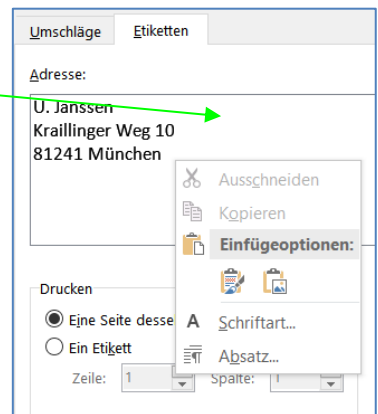 Umschläge Etiketten
Adresse:
U. Janssen
Kraillinger Weg 10
81241 München
Ausschneiden
Kopieren
Einfügeoptionen:
Drucken
Eine Seite desse
A Schriftart...
Ein Etikett
Absatz...
Zeile: 1 Spalte: 1